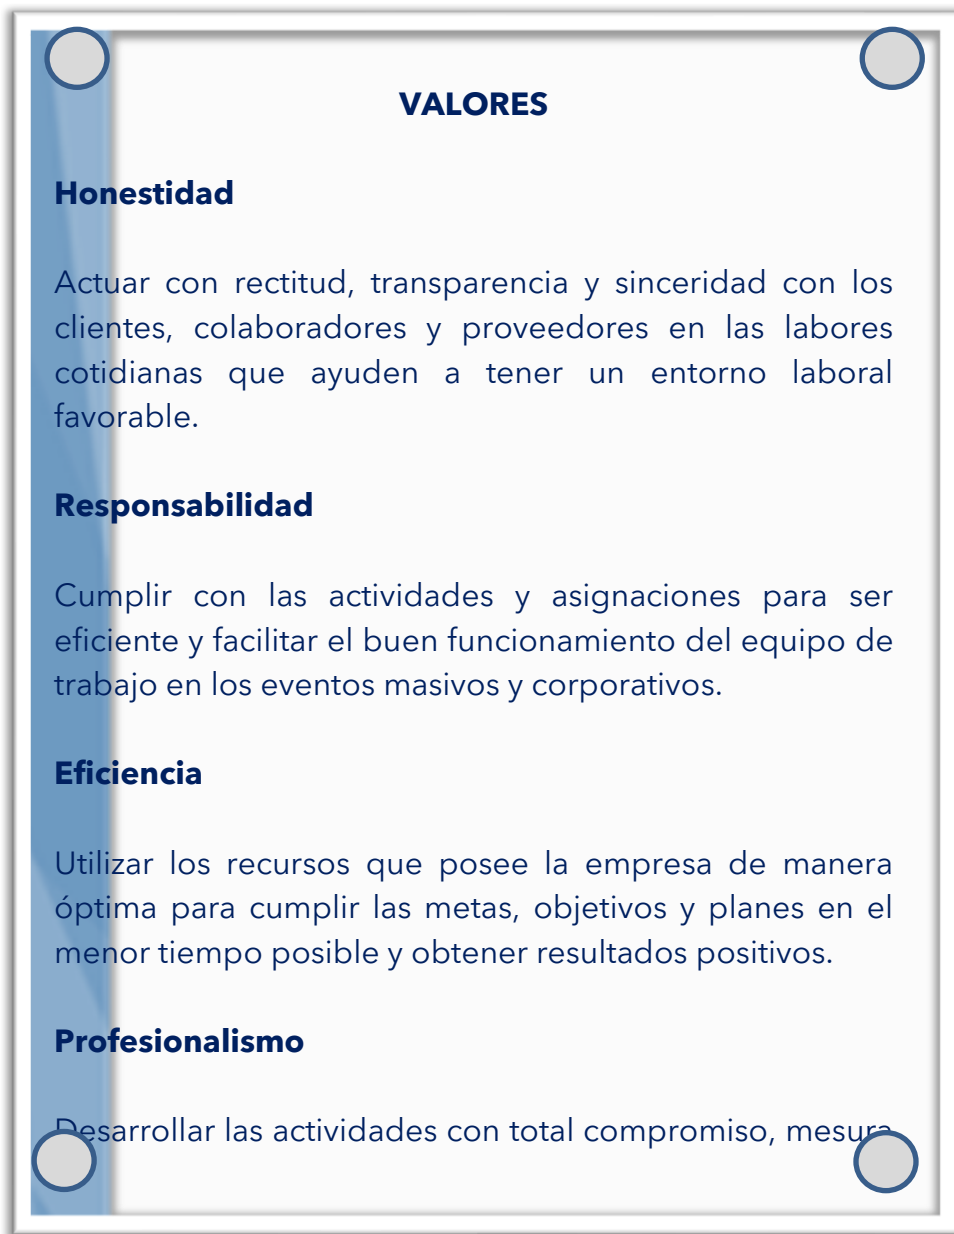 VALORES
Honestidad
Actuar con rectitud, transparencia y sinceridad con los
clientes, colaboradores y proveedores en las labores
cotidianas que ayuden a tener un entorno laboral
favorable.
Responsabilidad
Cumplir con las actividades y asignaciones para ser
eficiente y facilitar el buen funcionamiento del equipo de
trabajo en los eventos masivos y corporativos.
Eficiencia
Utilizar los recursos que posee la empresa de manera
óptima para cumplir las metas, objetivos y planes en el
menor tiempo posible y obtener resultados positivos.
Profesionalismo
Desarrollar las actividades con total compromiso, mesura